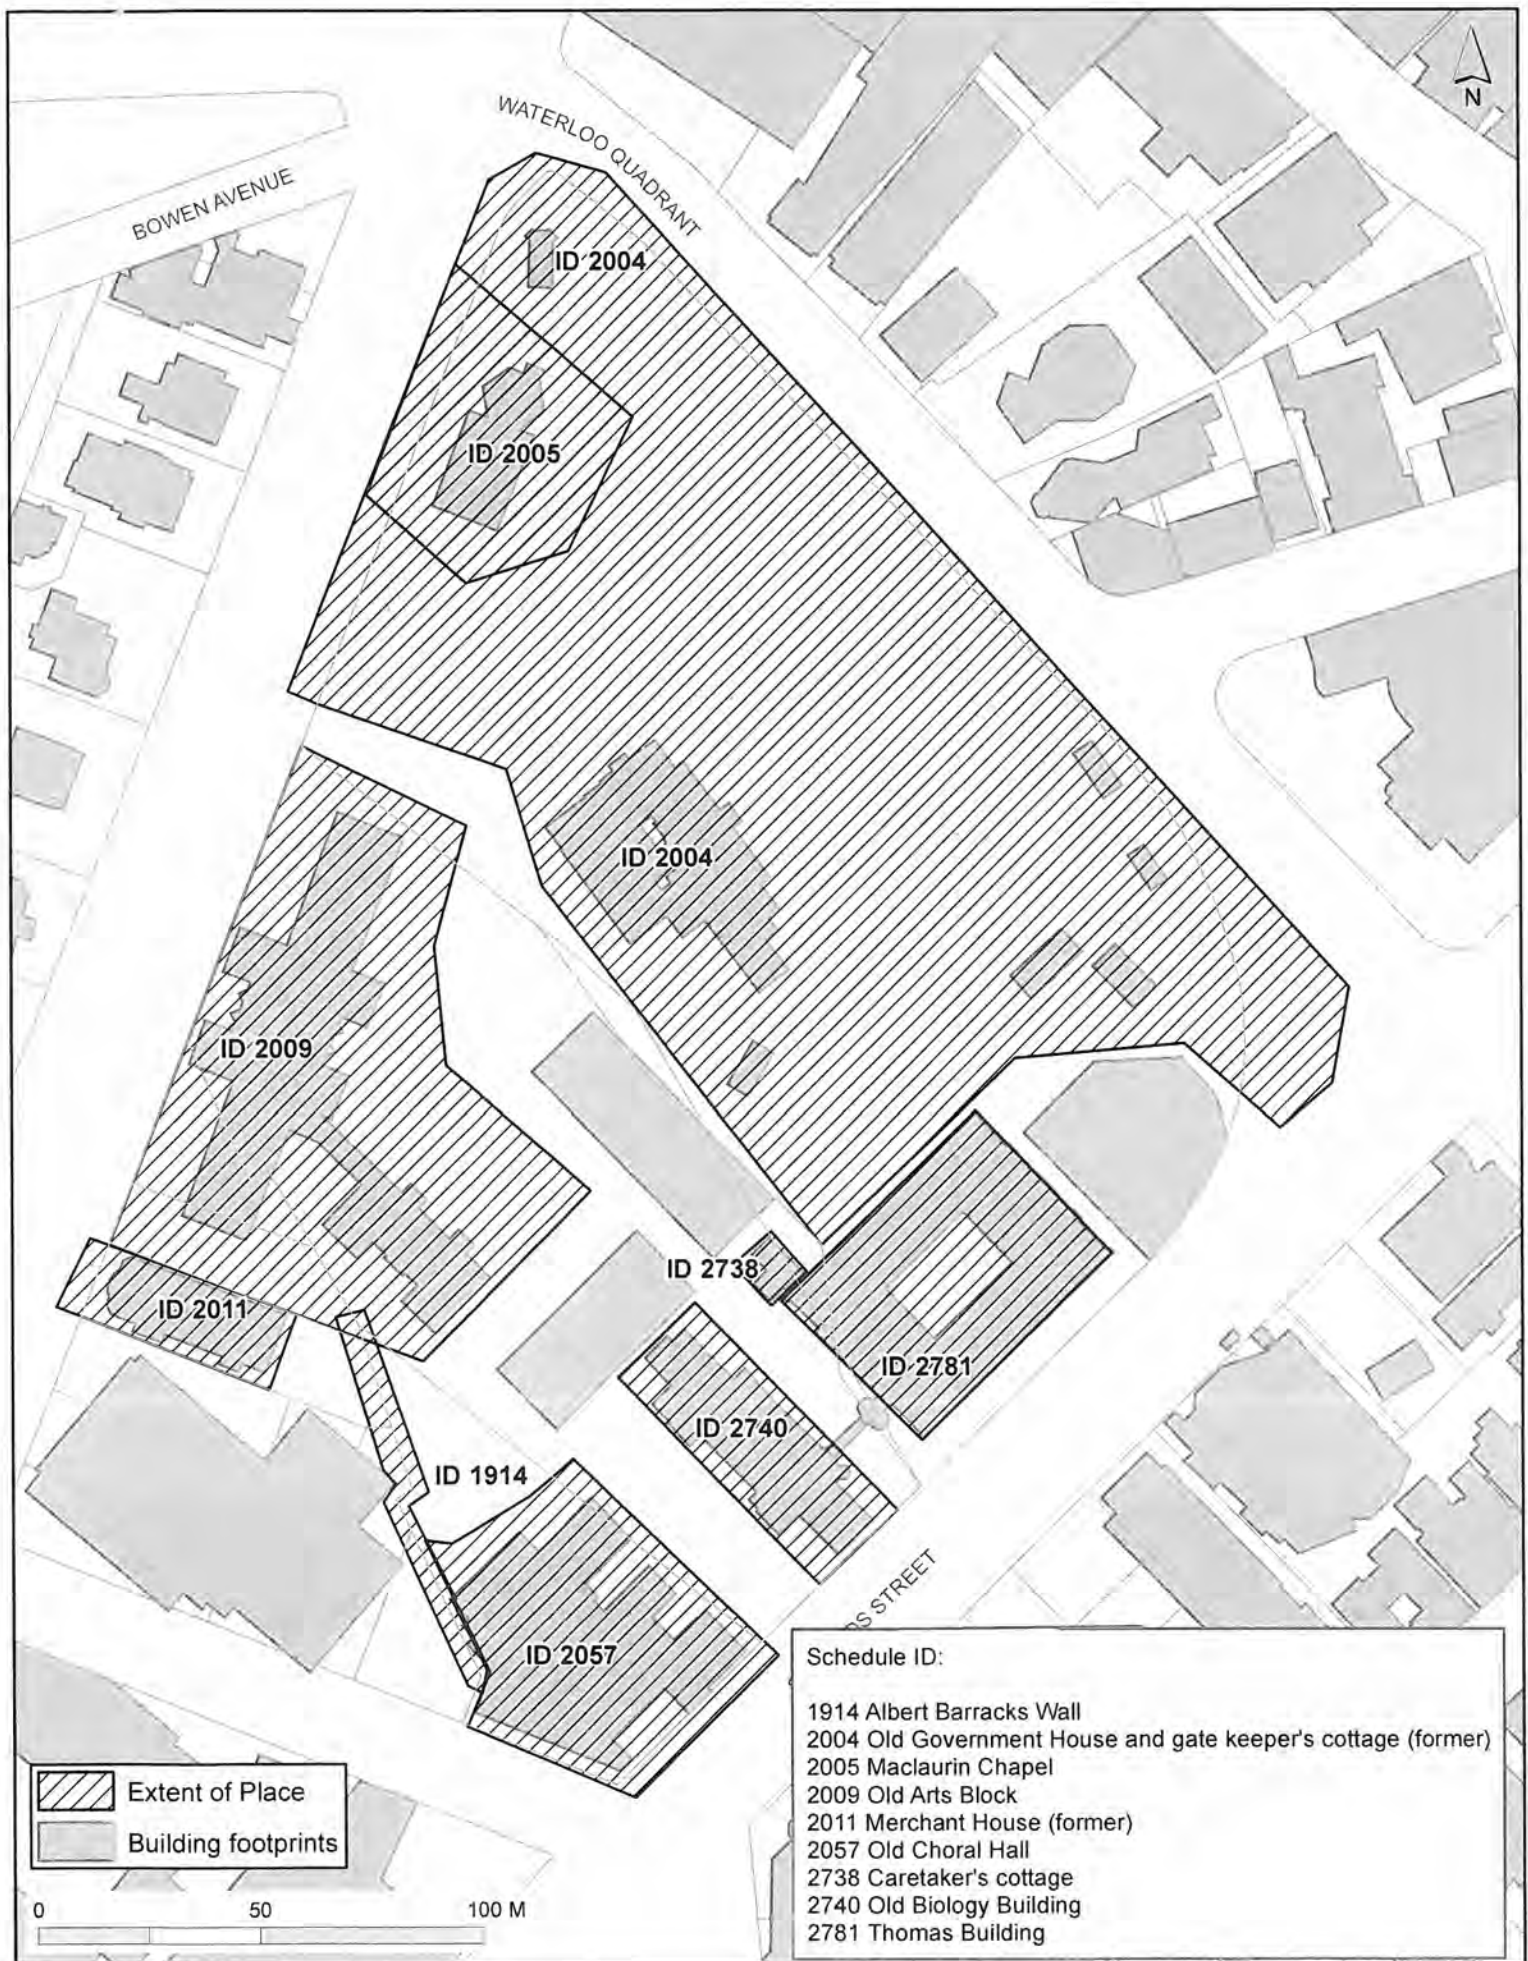 N
WATERLOO QUADRANT
BOWEN AVENUE
ID 2004
ID 2005
ID 2004
ID 2009
ID 2738
ID 2011
ID 2781
ID 2740
ID 1914
STREET
ID 2057
Schedule ID:
1914 Albert Barracks Wall
2004 Old Government House and gate keeper's cottage (former)
2005 Maclaurin Chapel
2009 Old Arts Block
2011 Merchant House (former)
2057 Old Choral Hall
2738 Caretaker's cottage
2740 Old Biology Building
2781 Thomas Building
Extent of Place
Building footprints
0 50 100 M